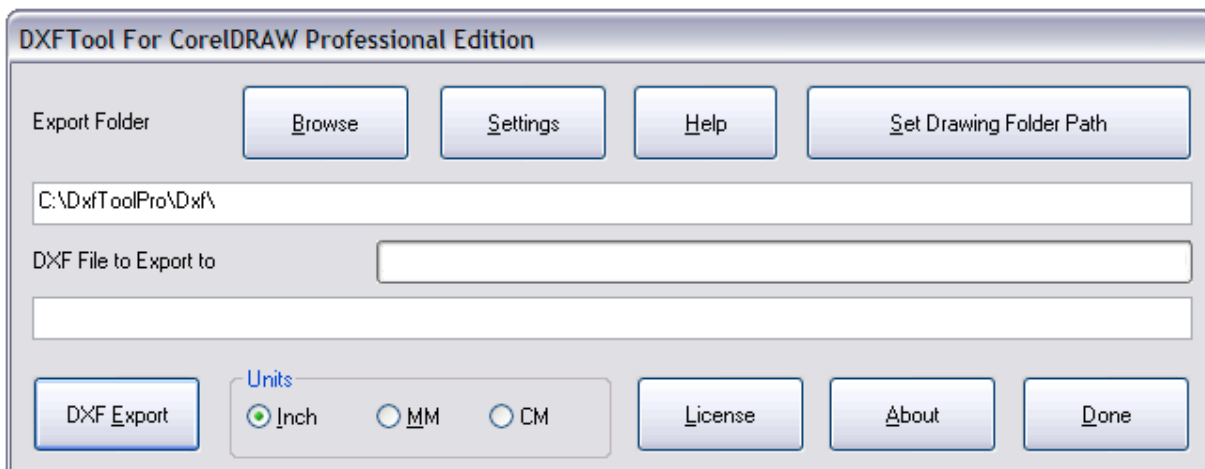 DXFTool For CorelDRAW Professional Edition
Export Folder Browse Settings Help Set Drawing Folder Path
C:\DxfToolPro\Dxf\
DXF File to Export to
Units
DXF Export Inch MM CM License About Done